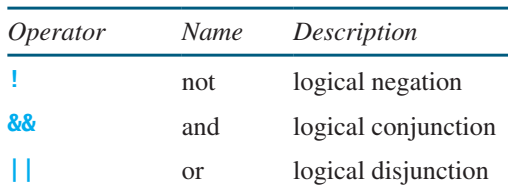 Operator Name Description
! not logical negation
&& and logical conjunction
|| or logical disjunction